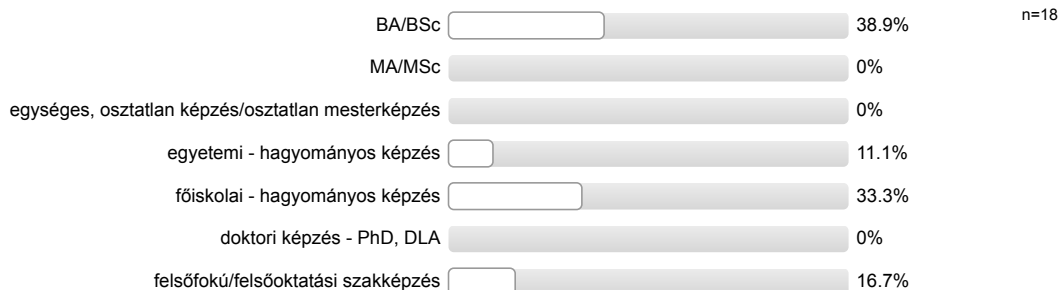 BA/BSc 38.9% n=18
MA/MSc 0%
egységes, osztatlan képzés/osztatlan mesterképzés 0%
egyetemi - hagyományos képzés 11.1%
főiskolai - hagyományos képzés 33.3%
doktori képzés - PhD, DLA 0%
felsőfokú/felsőoktatási szakképzés 16.7%